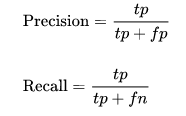 Precision = tp / tp + fp
Recall = tp / tp + fn